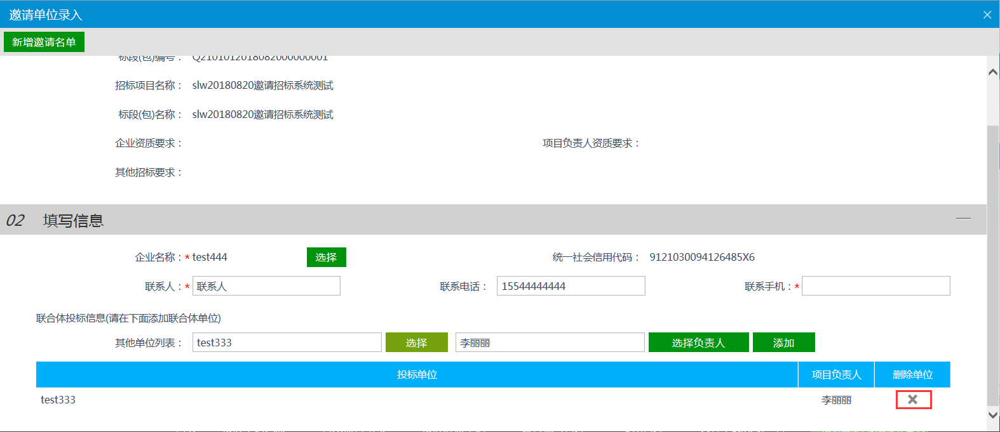 邀请单位录入
新增邀请名单
标段(包)编号： Q2101012018082000000001
招标项目名称： slw20180820邀请招标系统测试
标段(包)名称： slw20180820邀请招标系统测试
企业资质要求： 项目负责人资质要求：
其他招标要求：
02 填写信息
企业名称：* test444 选择 统一社会信用代码： 9121030094126485X6
联系人：* 联系人 联系电话： 15544444444 联系手机：*
联合体投标信息(请在下面添加联合体单位)
其他单位列表： test333 选择 李丽丽 选择负责人 添加
投标单位 项目负责人 删除单位
test333 李丽丽